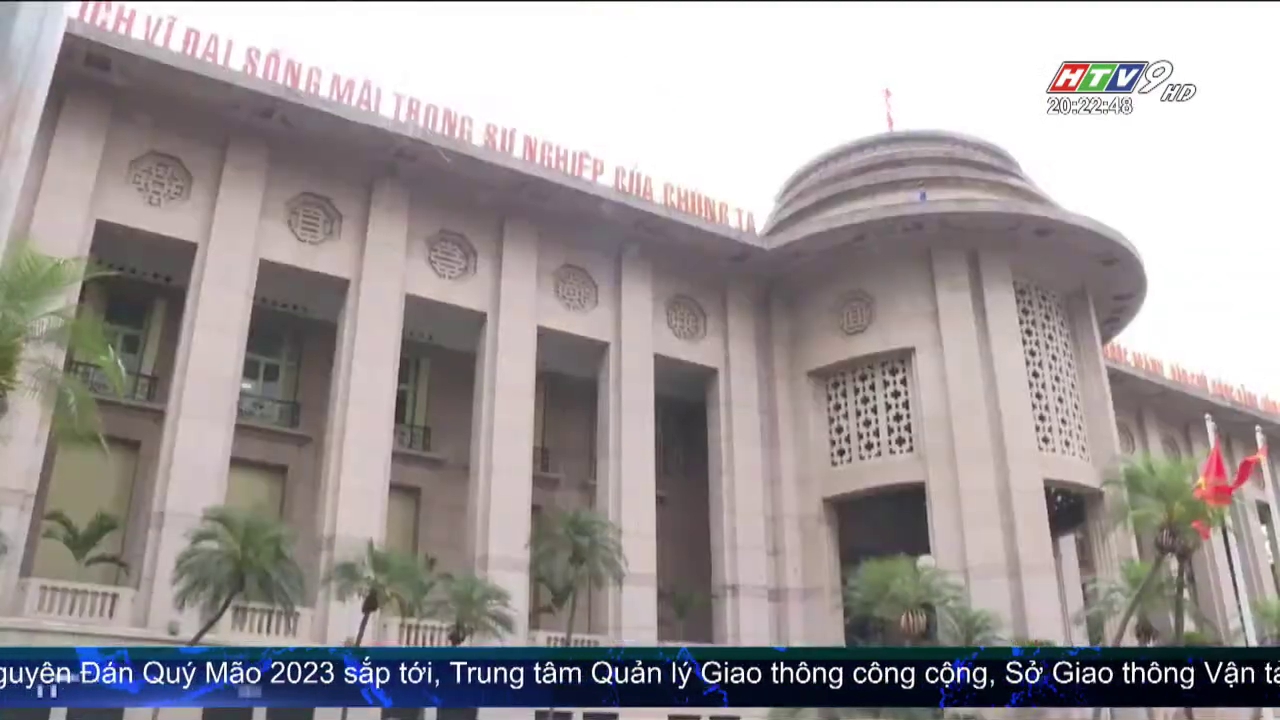 ỊCH VĨ ĐẠI SỐNG MÃI TRONG SỰ NGHIỆP CỦA CHÚNG TA
HTV9 HD
20:22:48
guyên Đán Quý Mão 2023 sắp tới, Trung tâm Quản lý Giao thông công cộng, Sở Giao thông Vận tả